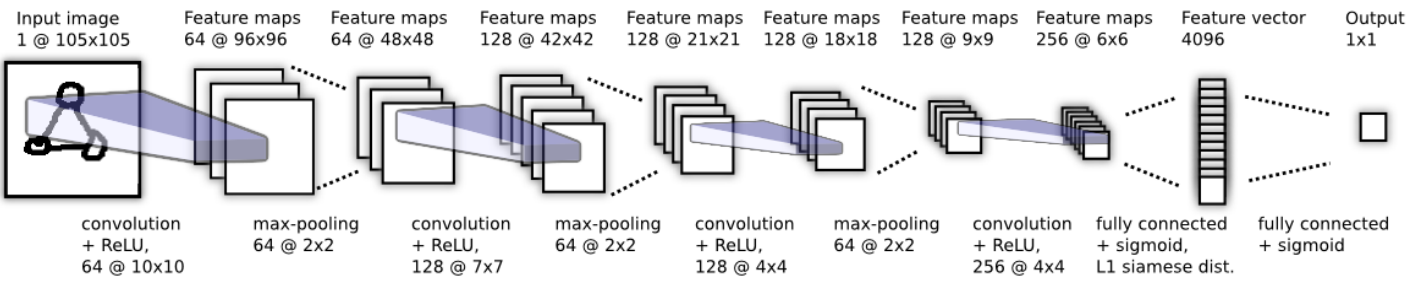 Input image
1 @ 105x105
Feature maps
64 @ 96x96
Feature maps
64 @ 48x48
Feature maps
128 @ 42x42
Feature maps
128 @ 21x21
Feature maps
128 @ 18x18
Feature maps
128 @ 9x9
Feature maps
256 @ 6x6
Feature vector
4096
Output
1x1
convolution
+ ReLU,
64 @ 10x10
max-pooling
64 @ 2x2
convolution
+ ReLU,
128 @ 7x7
max-pooling
64 @ 2x2
convolution
+ ReLU,
128 @ 4x4
max-pooling
64 @ 2x2
convolution
+ ReLU,
256 @ 4x4
fully connected
+ sigmoid,
L1 siamese dist.
fully connected
+ sigmoid